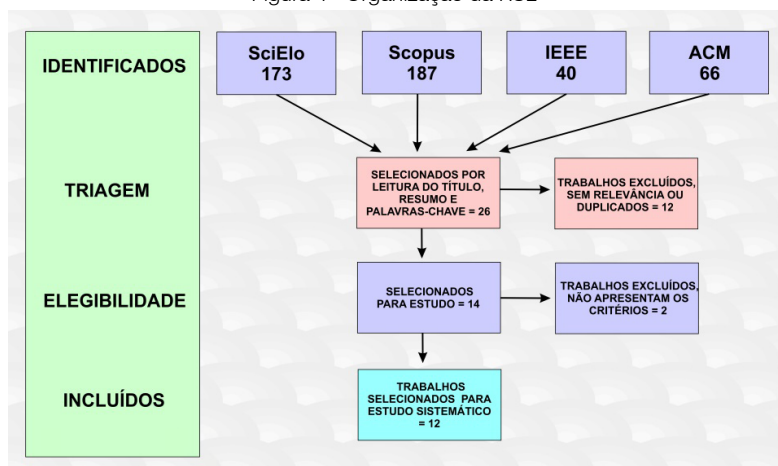 IDENTIFICADOS
SciElo
173
Scopus
187
IEEE
40
ACM
66
TRIAGEM
SELECIONADOS POR
LEITURA DO TÍTULO,
RESUMO E
PALAVRAS-CHAVE = 26
TRABALHOS EXCLUÍDOS,
SEM RELEVÂNCIA OU
DUPLICADOS = 12
ELEGIBILIDADE
SELECIONADOS
PARA ESTUDO = 14
TRABALHOS EXCLUÍDOS,
NÃO APRESENTAM OS
CRITÉRIOS = 2
INCLUÍDOS
TRABALHOS
SELECIONADOS PARA
ESTUDO SISTEMÁTICO
= 12